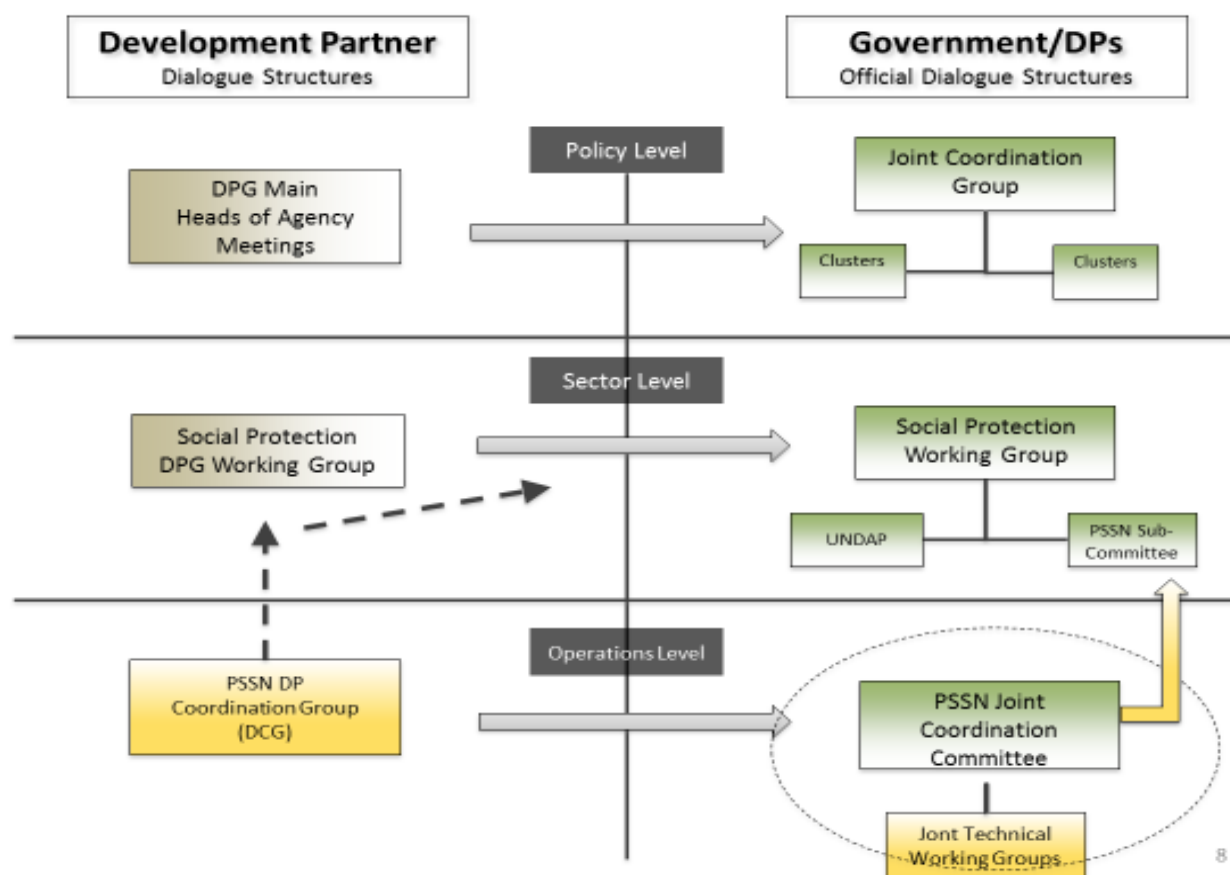 Development Partner
Dialogue Structures
Government/DPs
Official Dialogue Structures
Policy Level
DPG Main
Heads of Agency
Meetings
Joint Coordination
Group
Clusters
Clusters
Sector Level
Social Protection
DPG Working Group
Social Protection
Working Group
UNDAP
PSSN Sub-
Committee
Operations Level
PSSN DP
Coordination Group
(DCG)
PSSN Joint
Coordination
Committee
Jont Technical
Working Groups
8